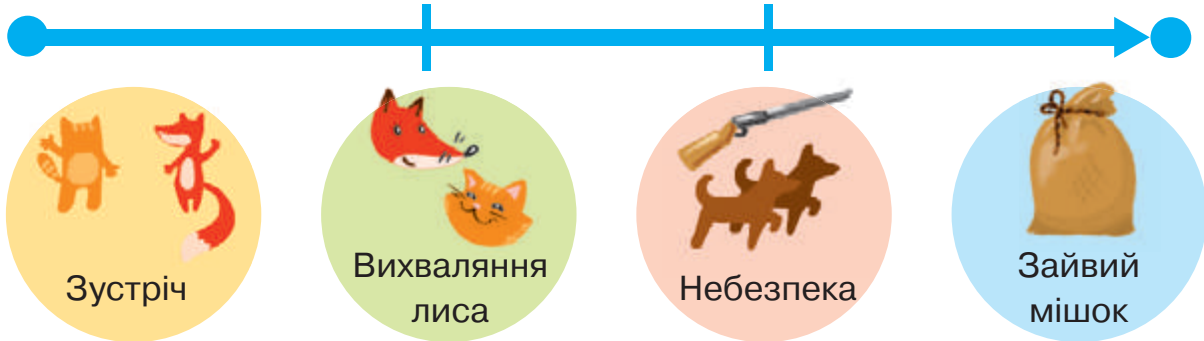 Зустріч
Вихваляння
лиса
Небезпека
Зайвий
мішок